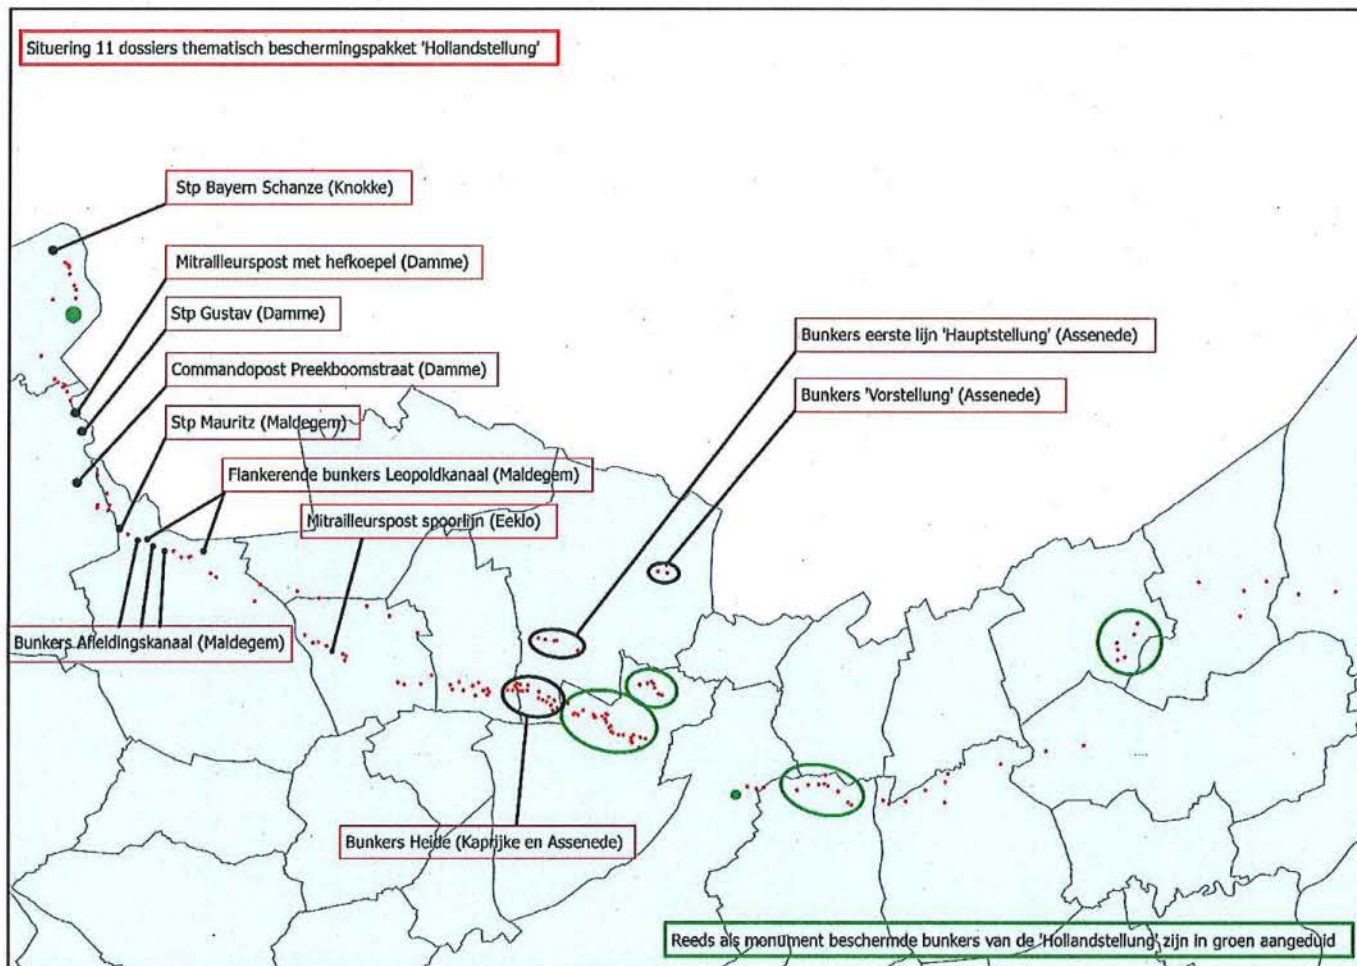 Situering 11 dossiers thematisch beschermingspakket 'Hollandstellung'
Stp Bayern Schanze (Knokke)
Mitrailleurspost met hefkoepel (Damme)
Stp Gustav (Damme)
Bunkers eerste lijn 'Hauptstellung' (Assenede)
Commandopost Preekboomstraat (Damme)
Bunkers 'Vorstellung' (Assenede)
Stp Mauritz (Maldegem)
Flankerende bunkers Leopoldkanaal (Maldegem)
Mitrailleurspost spoorlijn (Eeklo)
Bunkers Afleidingskanaal (Maldegem)
Bunkers Heide (Kaprijke en Assenede)
Reeds als monument beschermde bunkers van de 'Hollandstellung' zijn in groen aangeduid